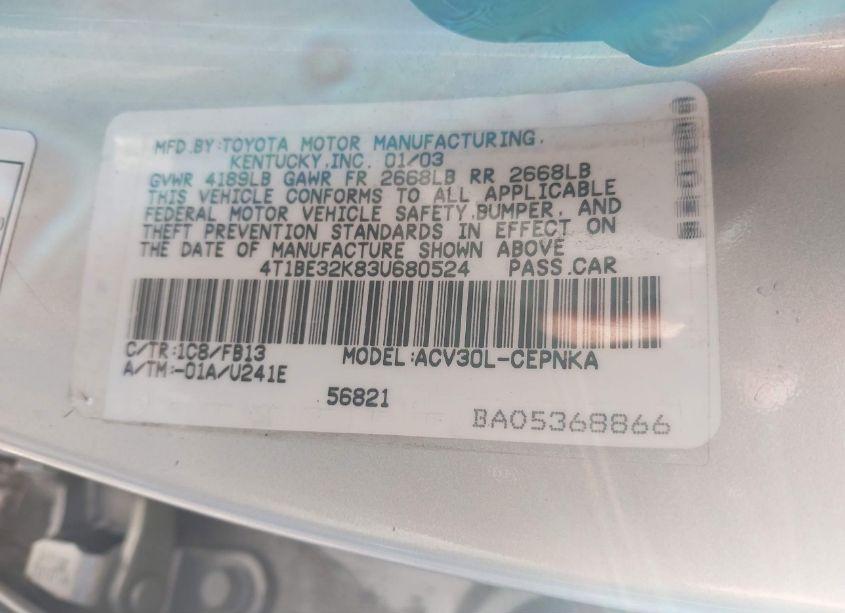 MFD.BY:TOYOTA MOTOR MANUFACTURING,
KENTUCKY,INC. 01/03
GVWR 4189LB GAWR FR 2668LB RR 2668LB
THIS VEHICLE CONFORMS TO ALL APPLICABLE
FEDERAL MOTOR VEHICLE SAFETY,BUMPER, AND
THEFT PREVENTION STANDARDS IN EFFECT ON
THE DATE OF MANUFACTURE SHOWN ABOVE
4T1BE32K83U680524 PASS.CAR
C/TR:1C8/FB13 MODEL:ACV30L-CEPNKA
A/TM:-01A/U241E
56821
BA05368866